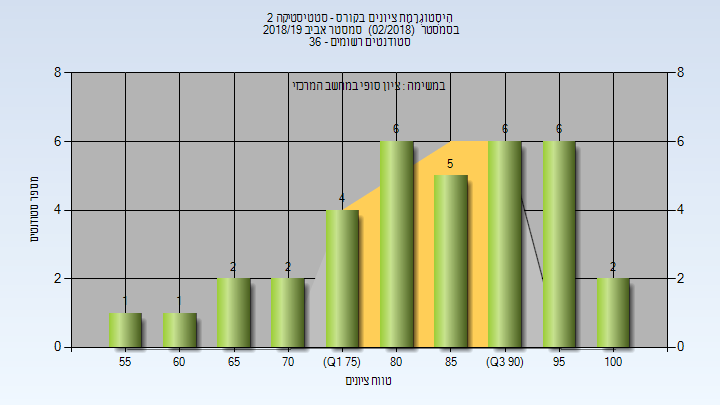 הִיסְטוֹגְרָמַת ציונים בקורס - סטטיסטיקה 2
בסמסטר (02/2018) סמסטר אביב 2018/19
סטודנטים רשומים - 36
במשימה : ציון סופי במחשב המרכזי
8 8
6 6
4 4
2 2
0 0
מספר סטודנטים
1 1 2 2 4 6 5 6 6 2
55 60 65 70 (Q1 75) 80 85 (Q3 90) 95 100
טווח ציונים